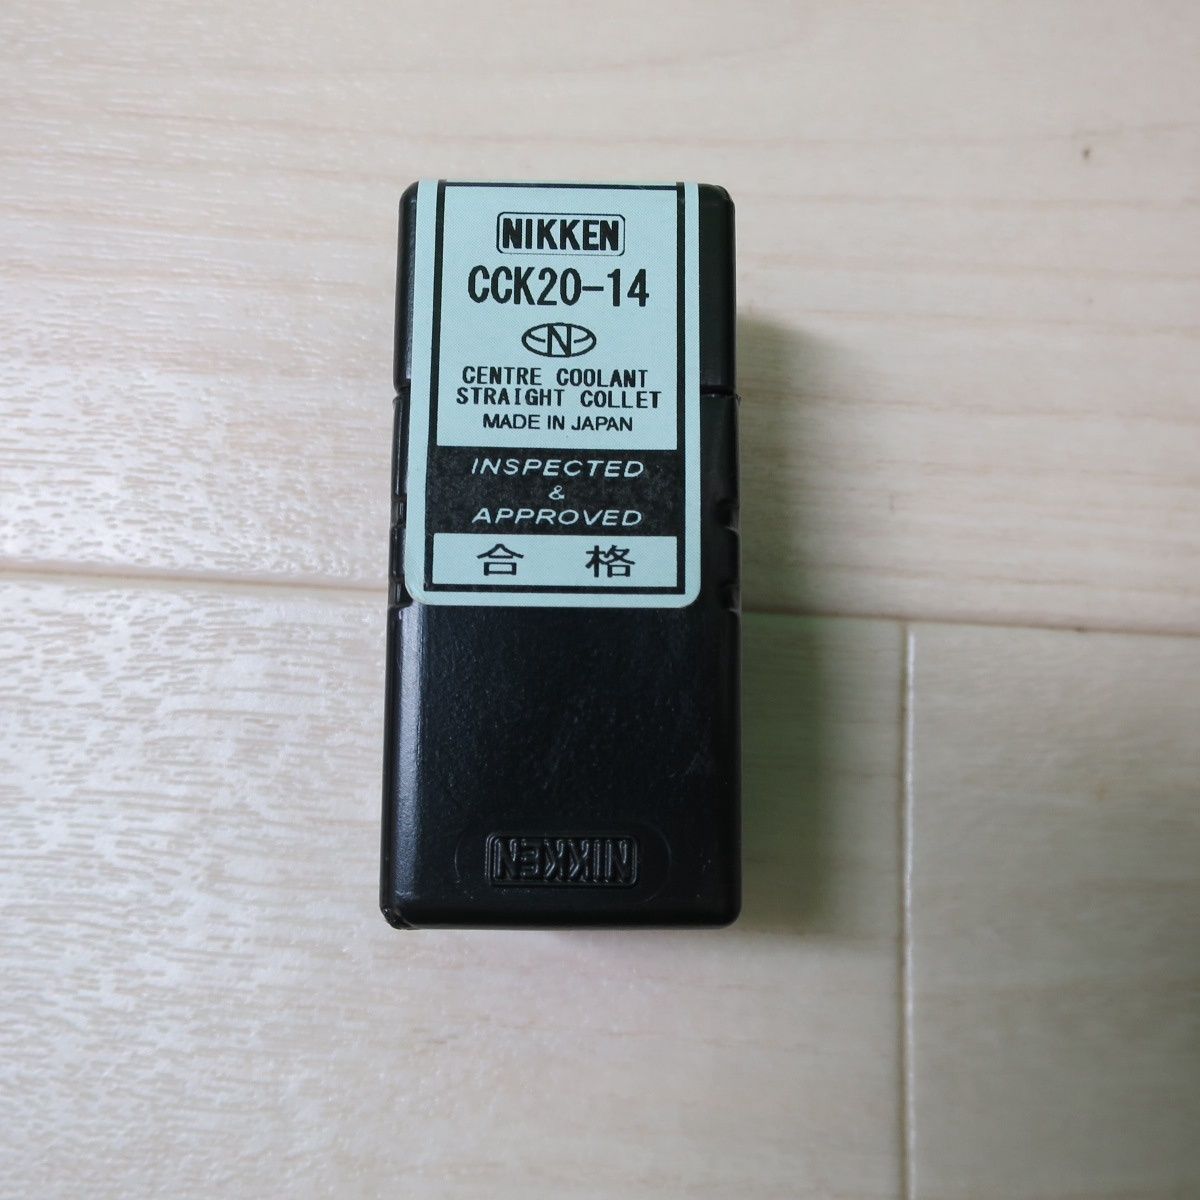 NIKKEN
CCK20-14
N
CENTRE COOLANT
STRAIGHT COLLET
MADE IN JAPAN
INSPECTED
&
APPROVED
合格
NIKKEN